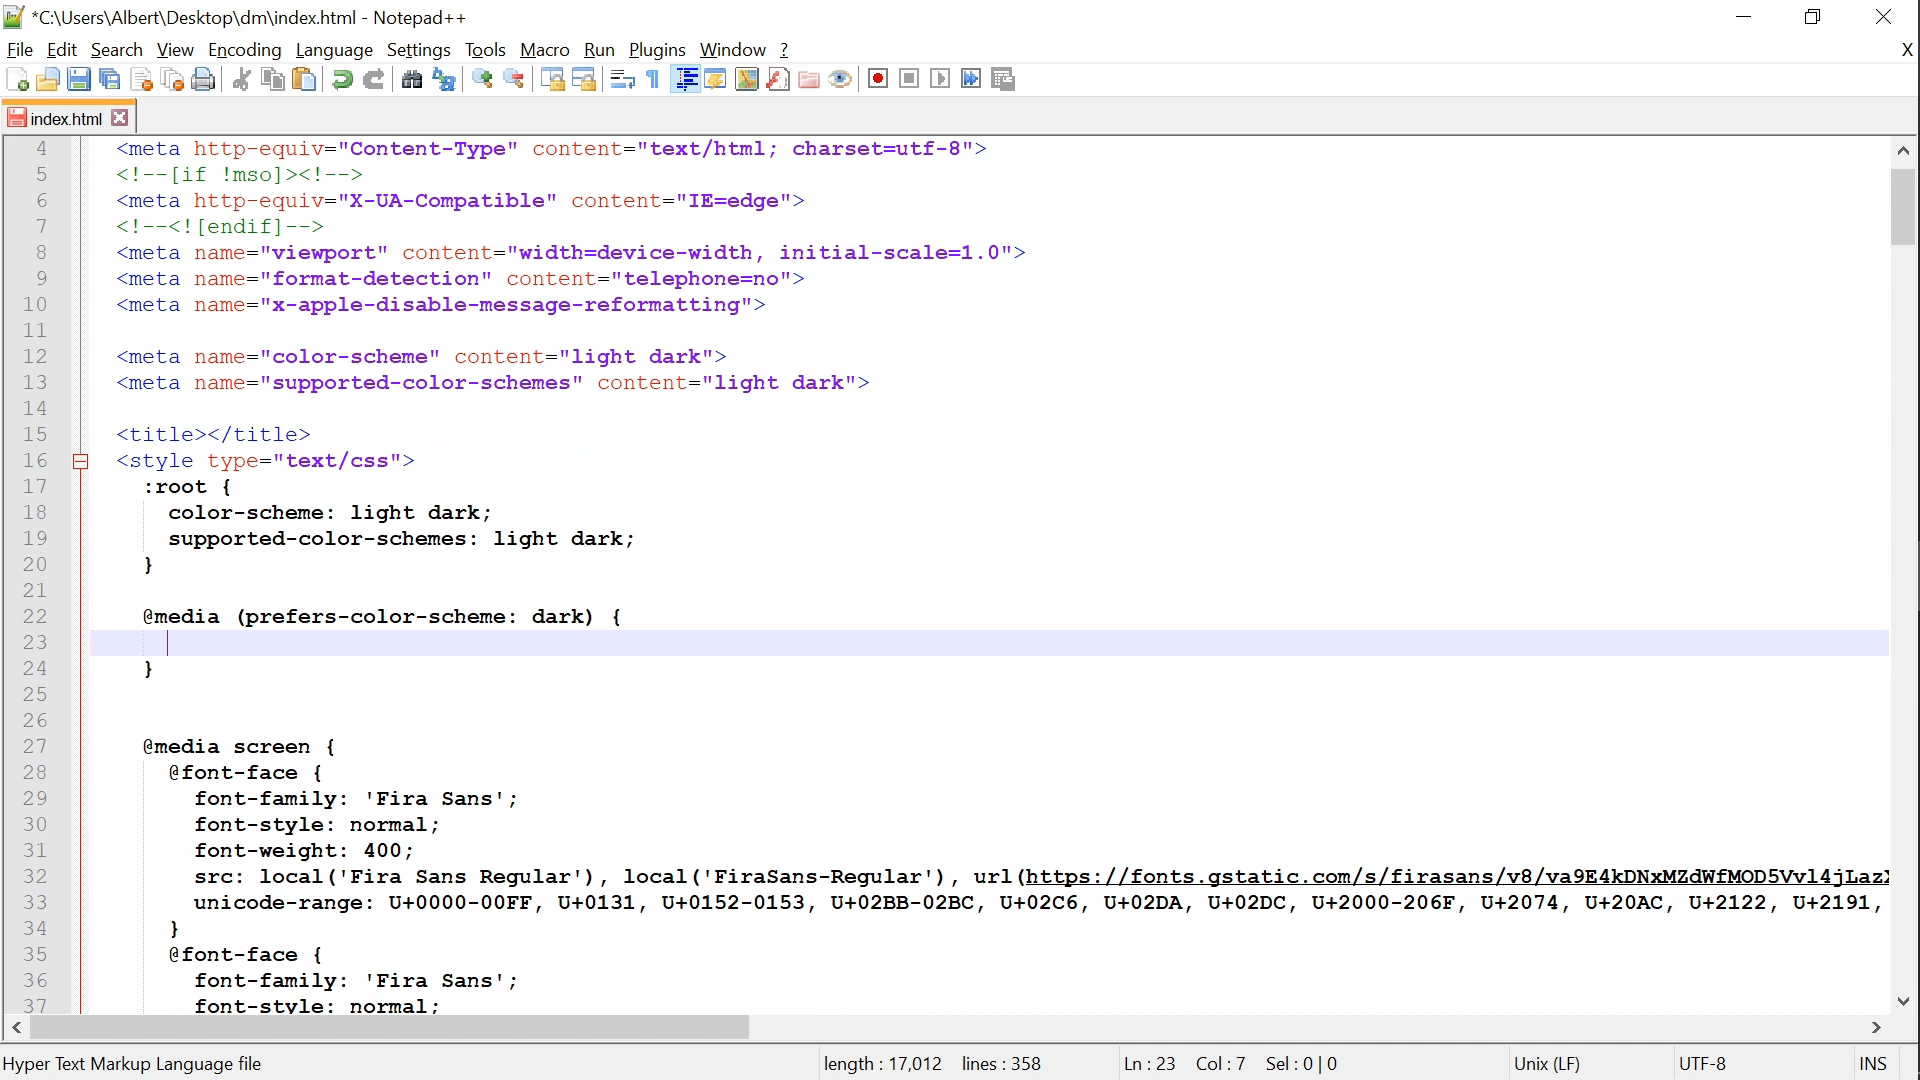 *C:\Users\Albert\Desktop\dm\index.html - Notepad++
File Edit Search View Encoding Language Settings Tools Macro Run Plugins Window ? X
index.html
4 <meta http-equiv="Content-Type" content="text/html; charset=utf-8">
5 <!--[if !mso]><!-->
6 <meta http-equiv="X-UA-Compatible" content="IE=edge">
7 <!--<![endif]-->
8 <meta name="viewport" content="width=device-width, initial-scale=1.0">
9 <meta name="format-detection" content="telephone=no">
10 <meta name="x-apple-disable-message-reformatting">
11
12 <meta name="color-scheme" content="light dark">
13 <meta name="supported-color-schemes" content="light dark">
14
15 <title></title>
16 <style type="text/css">
17 :root {
18 color-scheme: light dark;
19 supported-color-schemes: light dark;
20 }
21
22 @media (prefers-color-scheme: dark) {
23
24 }
25
26
27 @media screen {
28 @font-face {
29 font-family: 'Fira Sans';
30 font-style: normal;
31 font-weight: 400;
32 src: local('Fira Sans Regular'), local('FiraSans-Regular'), url(https://fonts.gstatic.com/s/firasans/v8/va9E4kDNxMZdWfMOD5Vvl4jLaz
33 unicode-range: U+0000-00FF, U+0131, U+0152-0153, U+02BB-02BC, U+02C6, U+02DA, U+02DC, U+2000-206F, U+2074, U+20AC, U+2122, U+2191,
34 }
35 @font-face {
36 font-family: 'Fira Sans';
37 font-style: normal;
Hyper Text Markup Language file length : 17,012 lines : 358 Ln : 23 Col : 7 Sel : 0 | 0 Unix (LF) UTF-8 INS